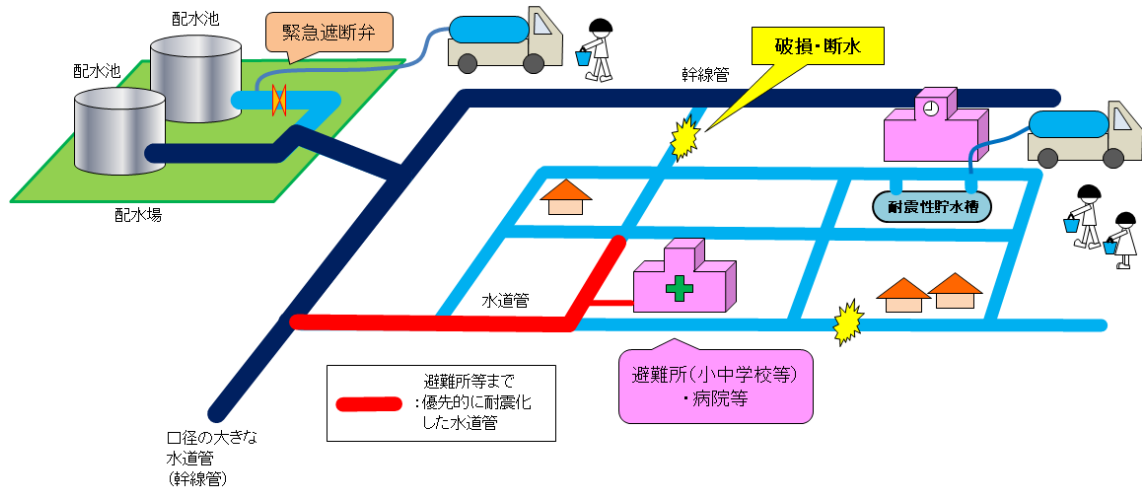 配水池
緊急遮断弁
配水池
破損・断水
幹線管
配水場
耐震性貯水槽
水道管
避難所(小中学校等)
・病院等
避難所等まで
:優先的に耐震化
した水道管
口径の大きな
水道管
(幹線管)